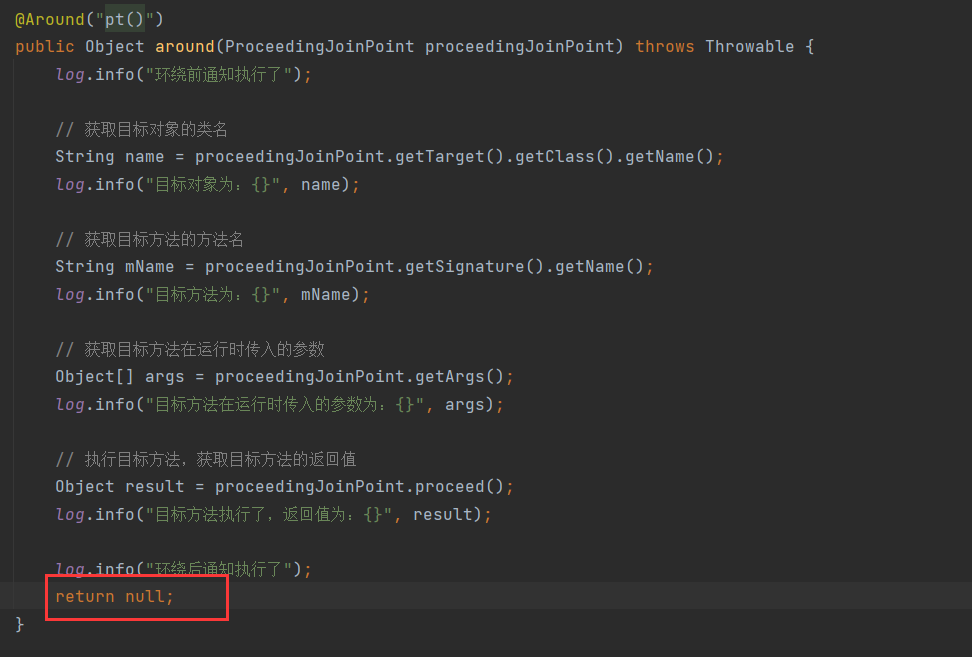 @Around("pt()")
public Object around(ProceedingJoinPoint proceedingJoinPoint) throws Throwable {
log.info("环绕前通知执行了");
// 获取目标对象的类名
String name = proceedingJoinPoint.getTarget().getClass().getName();
log.info("目标对象为：{}", name);
// 获取目标方法的方法名
String mName = proceedingJoinPoint.getSignature().getName();
log.info("目标方法为：{}", mName);
// 获取目标方法在运行时传入的参数
Object[] args = proceedingJoinPoint.getArgs();
log.info("目标方法在运行时传入的参数为：{}", args);
// 执行目标方法，获取目标方法的返回值
Object result = proceedingJoinPoint.proceed();
log.info("目标方法执行了，返回值为：{}", result);
log.info("环绕后通知执行了");
return null;
}